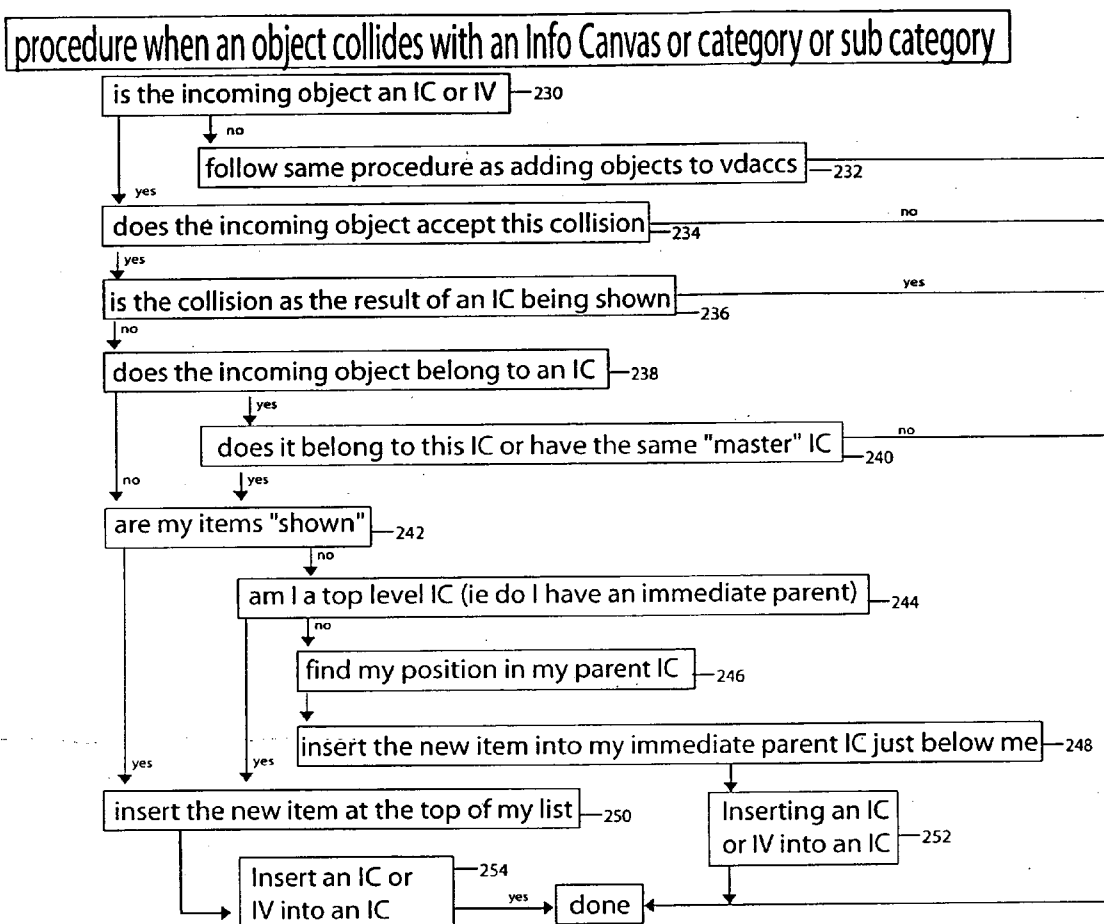 procedure when an object collides with an Info Canvas or category or sub category
is the incoming object an IC or IV
230
no
follow same procedure as adding objects to vdaccs
232
yes
does the incoming object accept this collision
234
no
yes
is the collision as the result of an IC being shown
236
yes
no
does the incoming object belong to an IC
238
yes
does it belong to this IC or have the same "master" IC
240
no
no
yes
are my items "shown"
242
no
am I a top level IC (ie do I have an immediate parent)
244
no
find my position in my parent IC
246
insert the new item into my immediate parent IC just below me
248
yes
yes
insert the new item at the top of my list
250
Inserting an IC
or IV into an IC
252
Insert an IC or
IV into an IC
254
yes
done